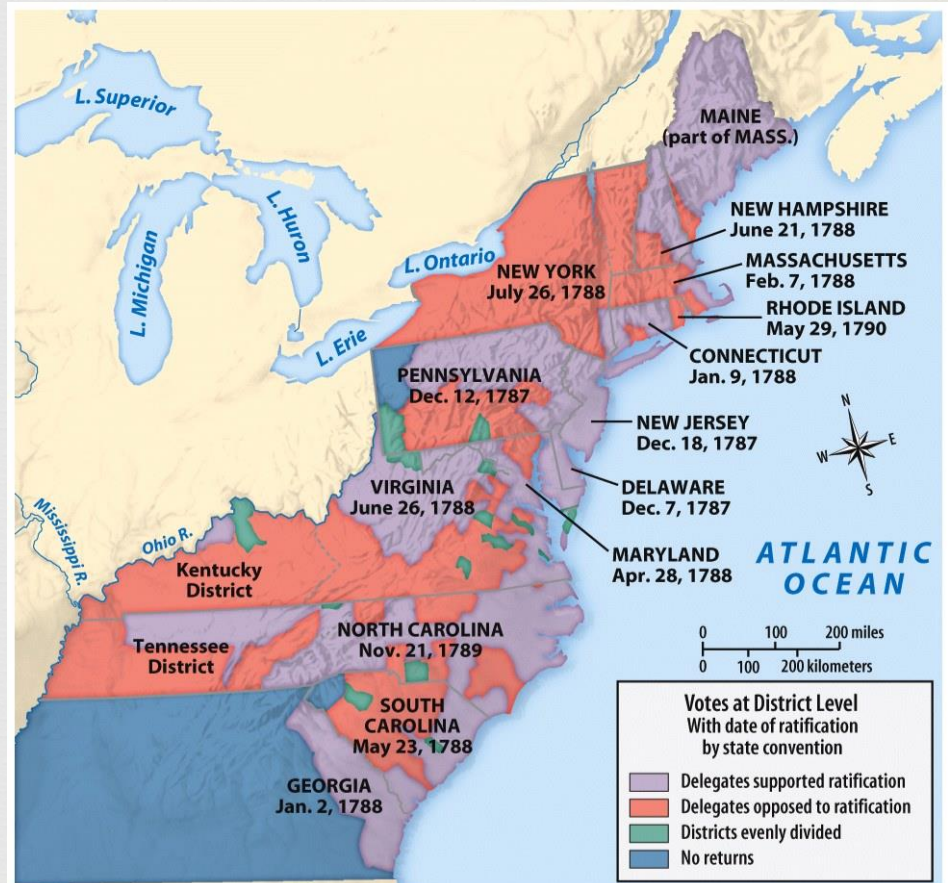 L. Superior
L. Michigan
L. Huron
L. Ontario
L. Erie
MAINE
(part of MASS.)
NEW HAMPSHIRE
June 21, 1788
NEW YORK
July 26, 1788
MASSACHUSETTS
Feb. 7, 1788
RHODE ISLAND
May 29, 1790
CONNECTICUT
Jan. 9, 1788
PENNSYLVANIA
Dec. 12, 1787
NEW JERSEY
Dec. 18, 1787
DELAWARE
Dec. 7, 1787
VIRGINIA
June 26, 1788
MARYLAND
Apr. 28, 1788
N
W
E
S
Mississippi R.
Ohio R.
Kentucky
District
ATLANTIC
OCEAN
Tennessee
District
NORTH CAROLINA
Nov. 21, 1789
SOUTH
CAROLINA
May 23, 1788
GEORGIA
Jan. 2, 1788
0 100 200 miles
0 100 200 kilometers
Votes at District Level
With date of ratification
by state convention
Delegates supported ratification
Delegates opposed to ratification
Districts evenly divided
No returns